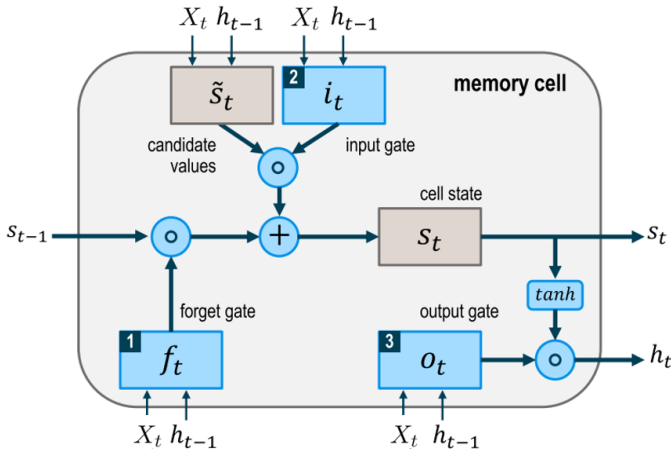 X_t h_{t−1} X_t h_{t−1}
s̃_t 2 i_t memory cell
candidate values input gate
cell state
s_{t−1} + s_t s_t
tanh
forget gate output gate
1 f_t 3 o_t h_t
X_t h_{t−1} X_t h_{t−1}